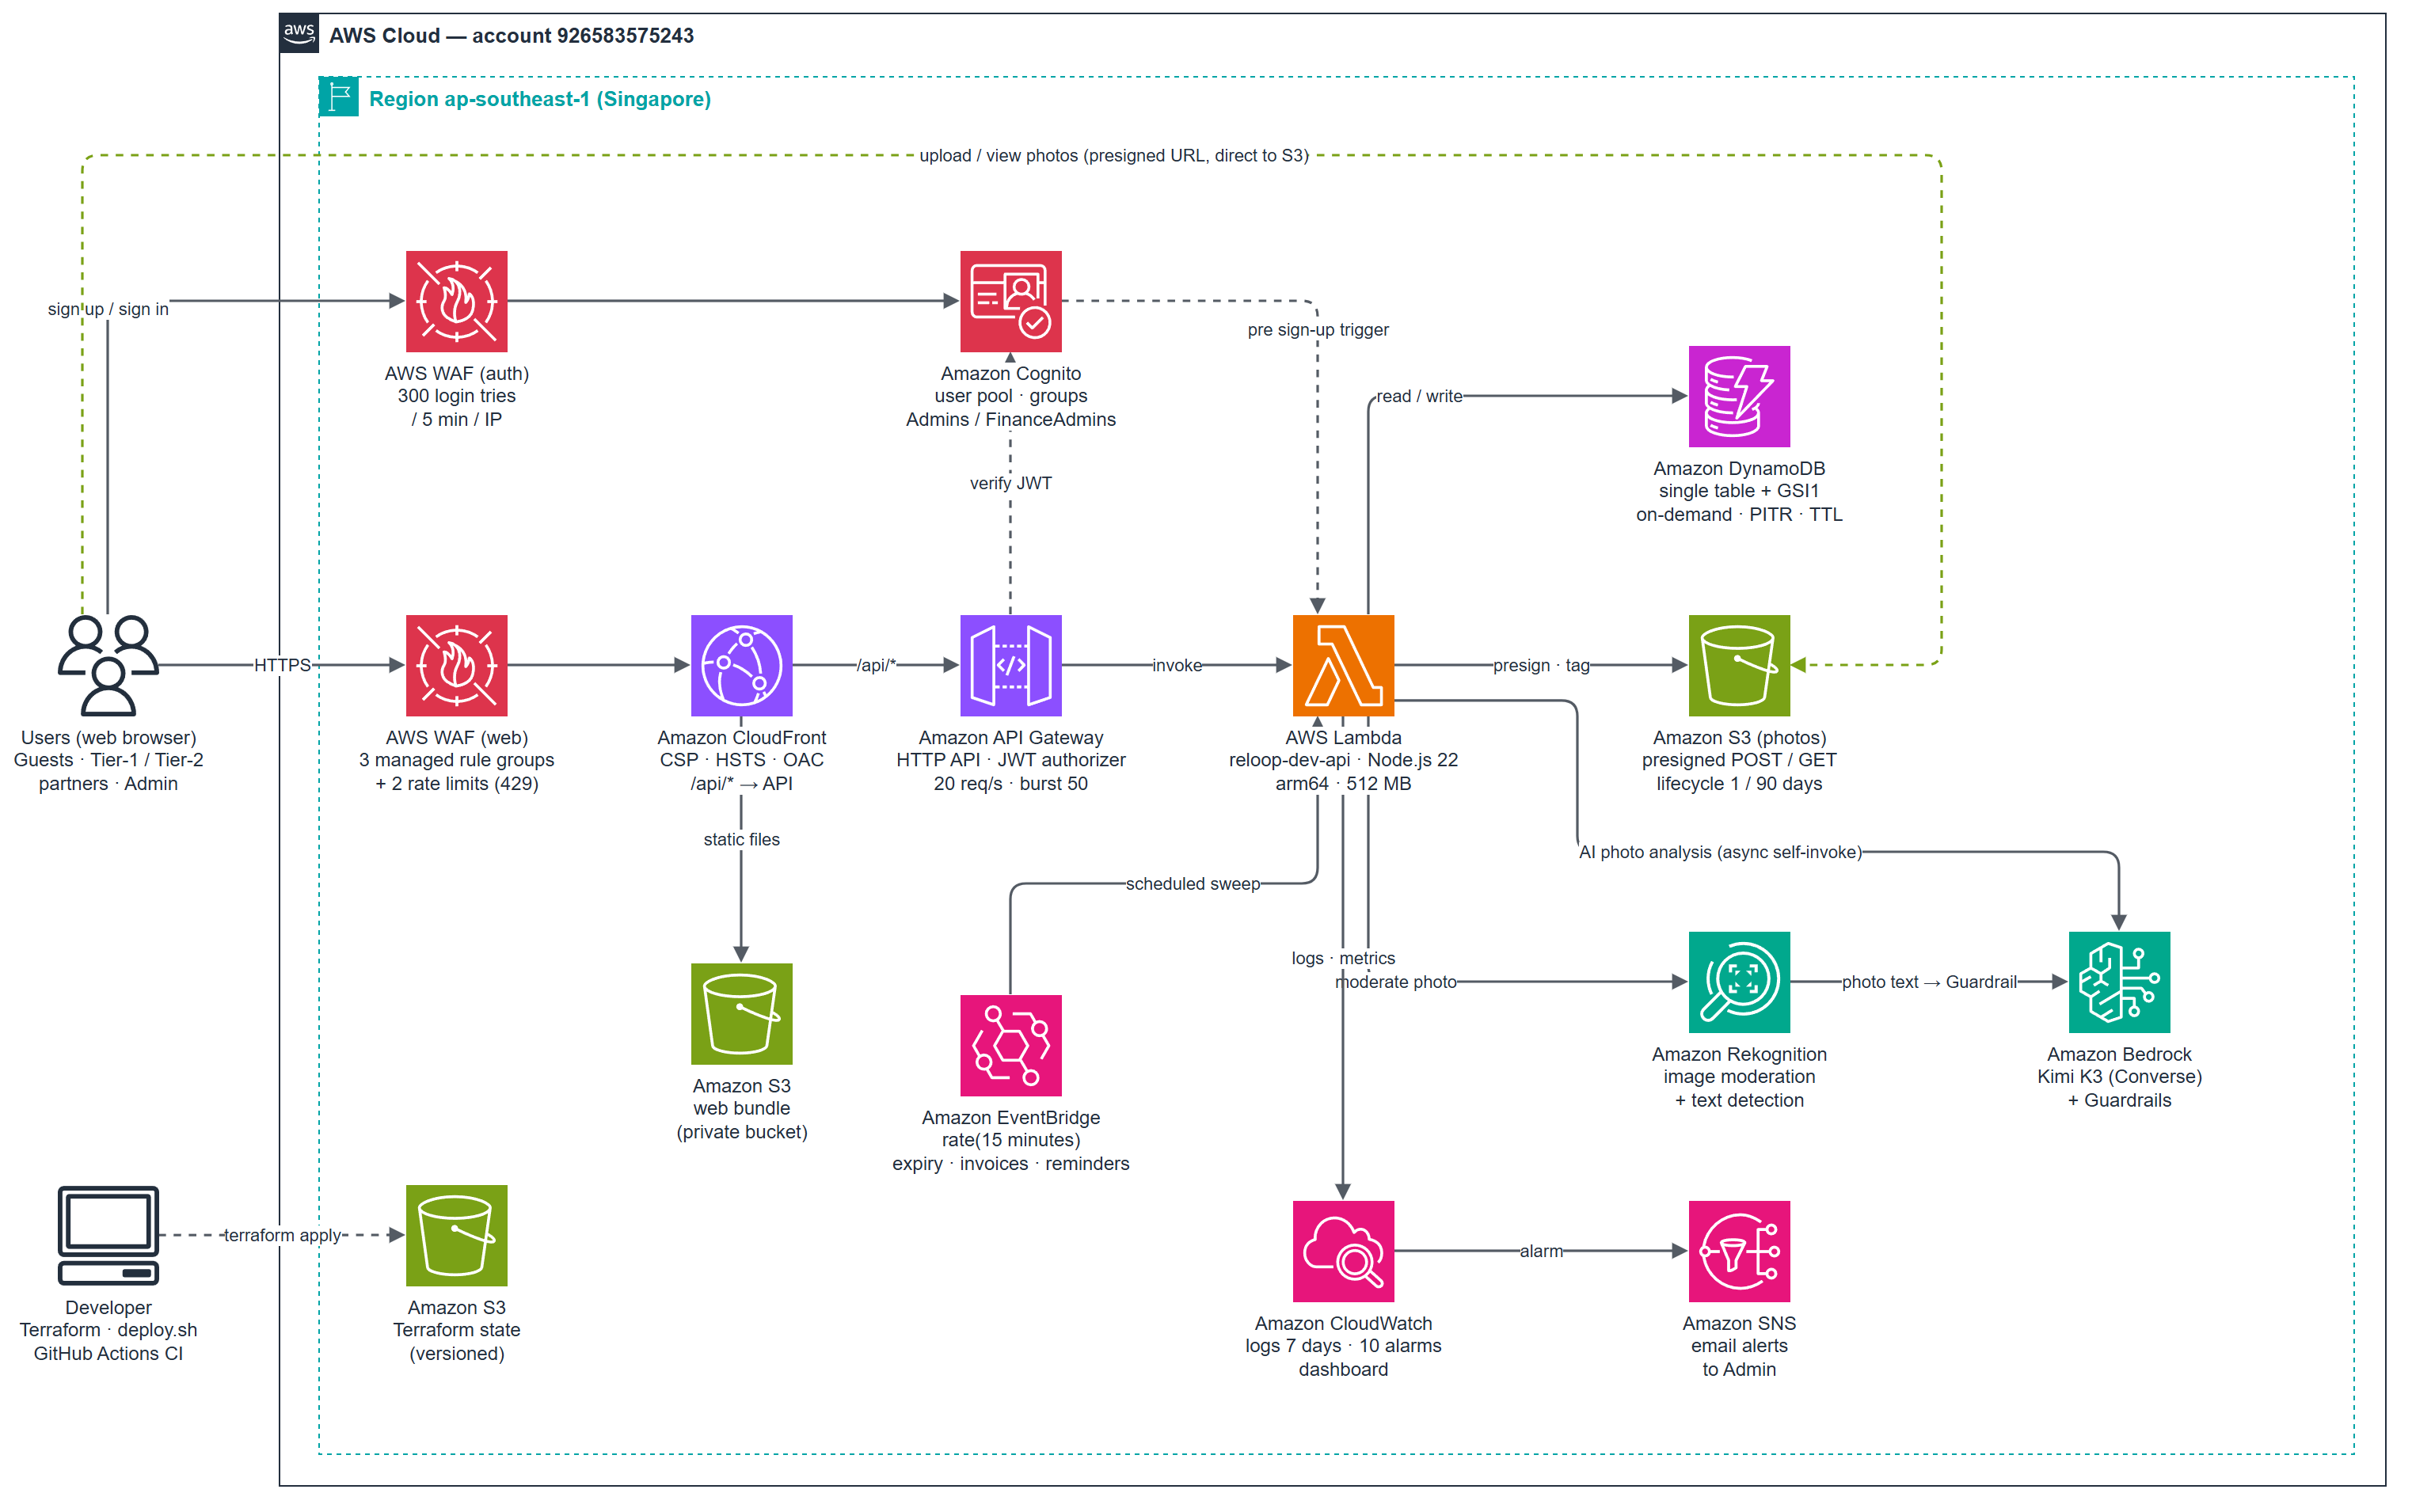 aws
AWS Cloud — account 926583575243
Region ap-southeast-1 (Singapore)
upload / view photos (presigned URL, direct to S3)
sign up / sign in
AWS WAF (auth)
300 login tries
/ 5 min / IP
Amazon Cognito
user pool · groups
Admins / FinanceAdmins
pre sign-up trigger
read / write
Amazon DynamoDB
single table + GSI1
on-demand · PITR · TTL
verify JWT
HTTPS
/api/*
invoke
presign · tag
Users (web browser)
Guests · Tier-1 / Tier-2
partners · Admin
AWS WAF (web)
3 managed rule groups
+ 2 rate limits (429)
Amazon CloudFront
CSP · HSTS · OAC
/api/* → API
Amazon API Gateway
HTTP API · JWT authorizer
20 req/s · burst 50
AWS Lambda
reloop-dev-api · Node.js 22
arm64 · 512 MB
Amazon S3 (photos)
presigned POST / GET
lifecycle 1 / 90 days
static files
AI photo analysis (async self-invoke)
scheduled sweep
logs · metrics
moderate photo
photo text → Guardrail
Amazon S3
web bundle
(private bucket)
Amazon EventBridge
rate(15 minutes)
expiry · invoices · reminders
Amazon Rekognition
image moderation
+ text detection
Amazon Bedrock
Kimi K3 (Converse)
+ Guardrails
terraform apply
alarm
Developer
Terraform · deploy.sh
GitHub Actions CI
Amazon S3
Terraform state
(versioned)
Amazon CloudWatch
logs 7 days · 10 alarms
dashboard
Amazon SNS
email alerts
to Admin